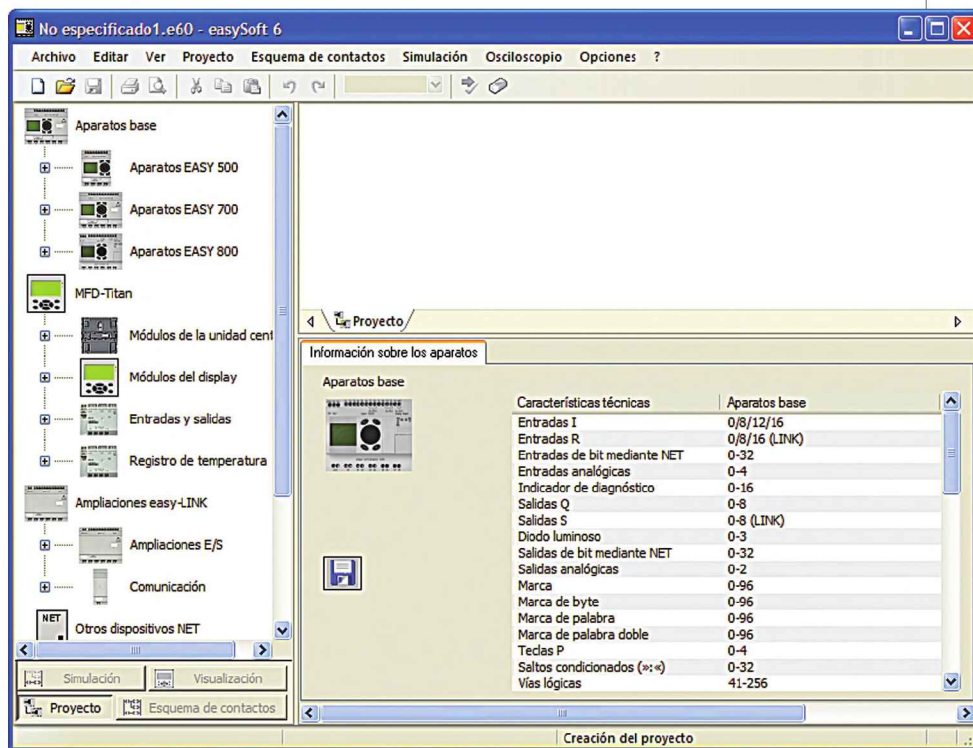 No especificado1.e60 - easySoft 6
Archivo Editar Ver Proyecto Esquema de contactos Simulación Osciloscopio Opciones ?
Aparatos base
Aparatos EASY 500
Aparatos EASY 700
Aparatos EASY 800
MFD-Titan
Módulos de la unidad cent
Módulos del display
Entradas y salidas
Registro de temperatura
Ampliaciones easy-LINK
Ampliaciones E/S
Comunicación
NET
Otros dispositivos NET
Simulación Visualización
Proyecto Esquema de contactos
Proyecto
Información sobre los aparatos
Aparatos base
Características técnicas Aparatos base
Entradas I 0/8/12/16
Entradas R 0/8/16 (LINK)
Entradas de bit mediante NET 0-32
Entradas analógicas 0-4
Indicador de diagnóstico 0-16
Salidas Q 0-8
Salidas S 0-8 (LINK)
Diodo luminoso 0-3
Salidas de bit mediante NET 0-32
Salidas analógicas 0-2
Marca 0-96
Marca de byte 0-96
Marca de palabra 0-96
Marca de palabra doble 0-96
Teclas P 0-4
Saltos condicionados (»:«) 0-32
Vías lógicas 41-256
Creación del proyecto